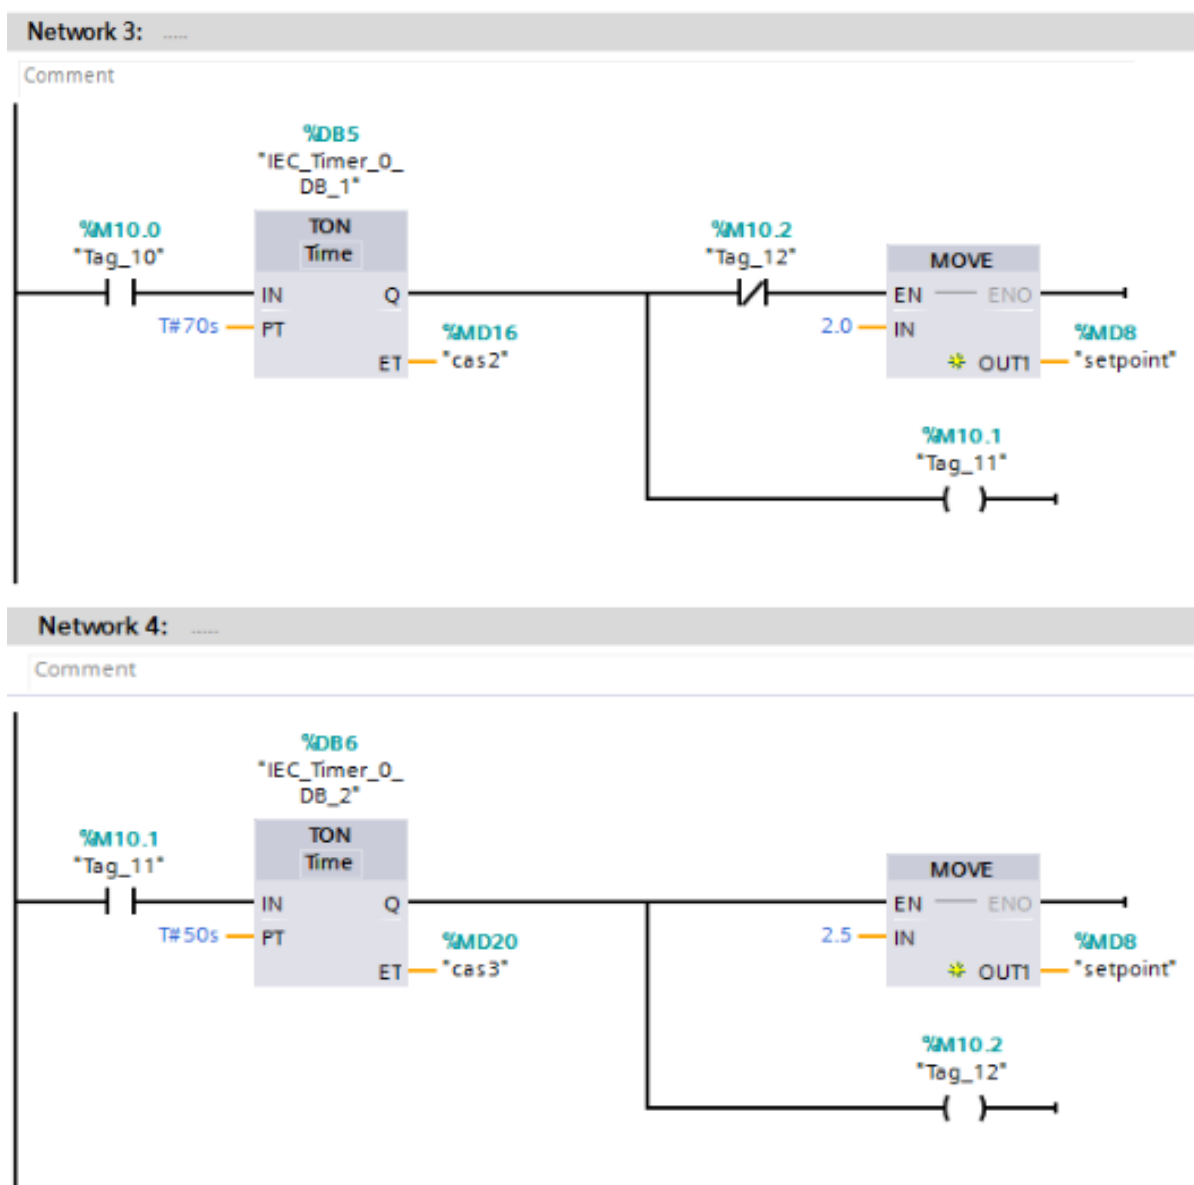 Network 3: .....
Comment
%DB5
"IEC_Timer_0_
DB_1"
%M10.0
"Tag_10"
TON
Time
%M10.2
"Tag_12"
MOVE
IN Q
EN ENO
T#70s PT
%MD16
2.0 IN
%MD8
ET "cas2"
OUT1 "setpoint"
%M10.1
"Tag_11"
Network 4: .....
Comment
%DB6
"IEC_Timer_0_
DB_2"
%M10.1
"Tag_11"
TON
Time
MOVE
IN Q
EN ENO
T#50s PT
%MD20
2.5 IN
%MD8
ET "cas3"
OUT1 "setpoint"
%M10.2
"Tag_12"